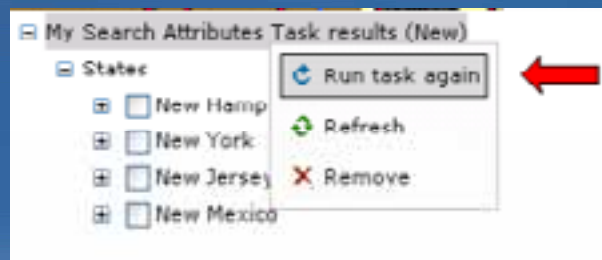 My Search Attributes Task results (New)
States
Run task again
New Hamp
Refresh
New York
New Jersey
Remove
New Mexico